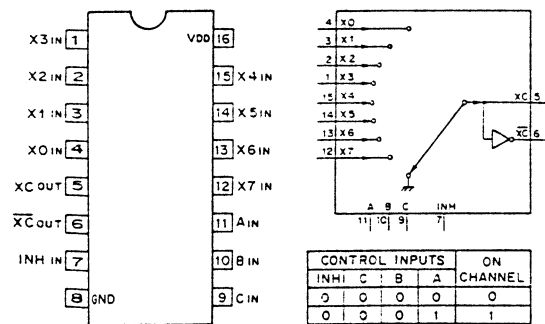 X3 IN 1
X2 IN 2
X1 IN 3
X0 IN 4
XC OUT 5
X̅C̅ OUT 6
INH IN 7
8 GND
VDD 16
15 X4 IN
14 X5 IN
13 X6 IN
12 X7 IN
11 A IN
10 B IN
9 C IN
4 X0
3 X1
2 X2
1 X3
15 X4
14 X5
13 X6
12 X7
XC 5
X̅C̅ 6
A B C INH
11 10 9 7
CONTROL INPUTS ON CHANNEL
INH C B A
0 0 0 0 0
0 0 0 1 1